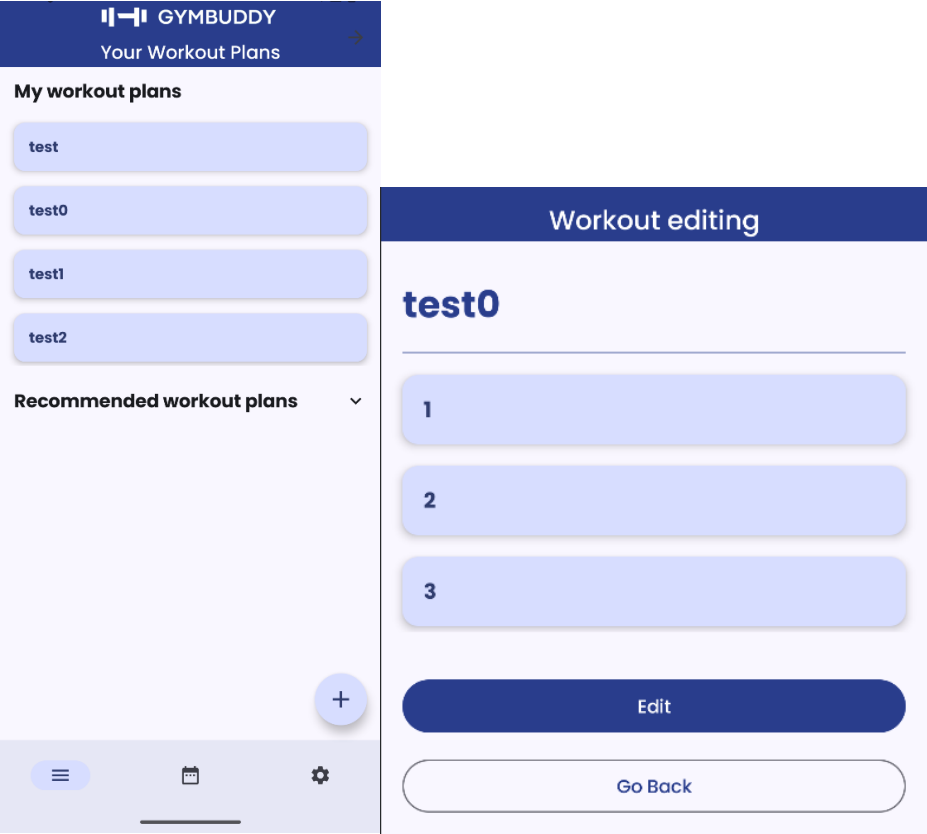 GYMBUDDY
Your Workout Plans
My workout plans
test
test0
test1
test2
Recommended workout plans
Workout editing
test0
1
2
3
Edit
Go Back